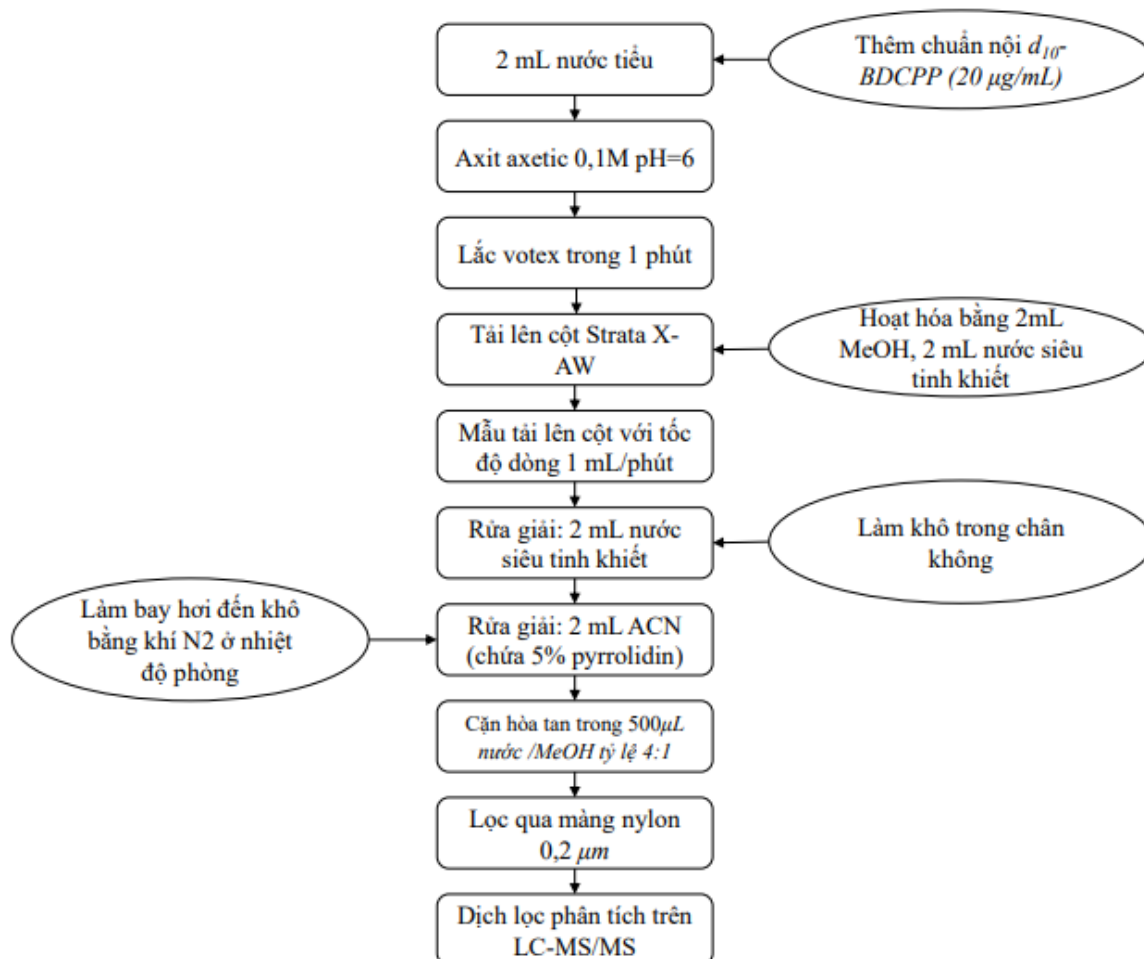 2 mL nước tiểu
Thêm chuẩn nội d10-
BDCPP (20 µg/mL)
Axit axetic 0,1M pH=6
Lắc votex trong 1 phút
Tải lên cột Strata X-
AW
Hoạt hóa bằng 2mL
MeOH, 2 mL nước siêu
tinh khiết
Mẫu tải lên cột với tốc
độ dòng 1 mL/phút
Rửa giải: 2 mL nước
siêu tinh khiết
Làm khô trong chân
không
Làm bay hơi đến khô
bằng khí N2 ở nhiệt
độ phòng
Rửa giải: 2 mL ACN
(chứa 5% pyrrolidin)
Cặn hòa tan trong 500µL
nước /MeOH tỷ lệ 4:1
Lọc qua màng nylon
0,2 µm
Dịch lọc phân tích trên
LC-MS/MS